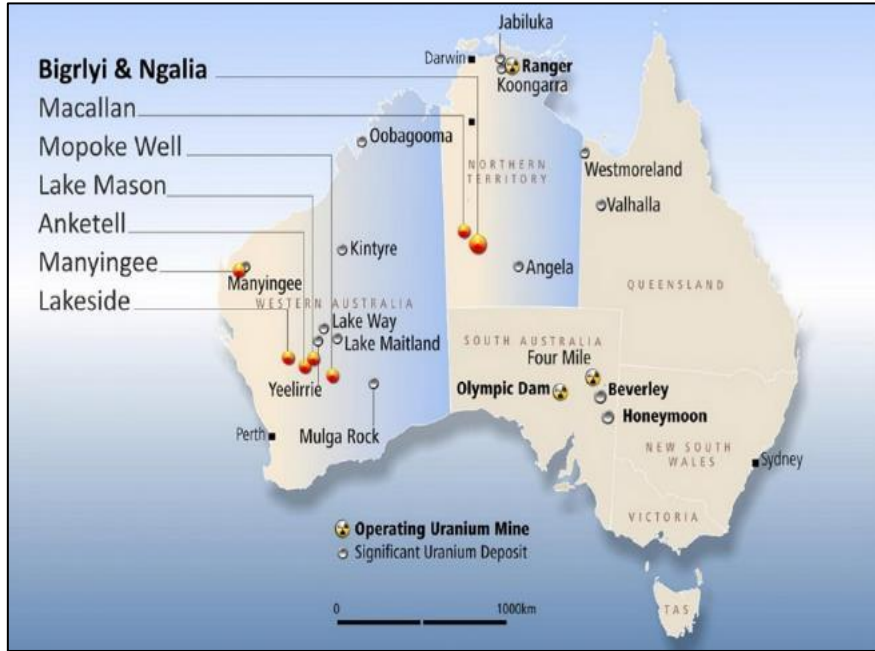 Bigrlyi & Ngalia
Macallan
Mopoke Well
Lake Mason
Anketell
Manyingee
Lakeside
Jabiluka
Darwin
Ranger
Koongarra
Oobagooma
NORTHERN
TERRITORY
Westmoreland
Valhalla
Kintyre
Angela
Manyingee
WESTERN AUSTRALIA
QUEENSLAND
Lake Way
Lake Maitland
SOUTH AUSTRALIA
Four Mile
Yeelirrie
Olympic Dam
Beverley
Honeymoon
Perth
Mulga Rock
NEW SOUTH
WALES
Sydney
VICTORIA
Operating Uranium Mine
Significant Uranium Deposit
0 1000km
TAS